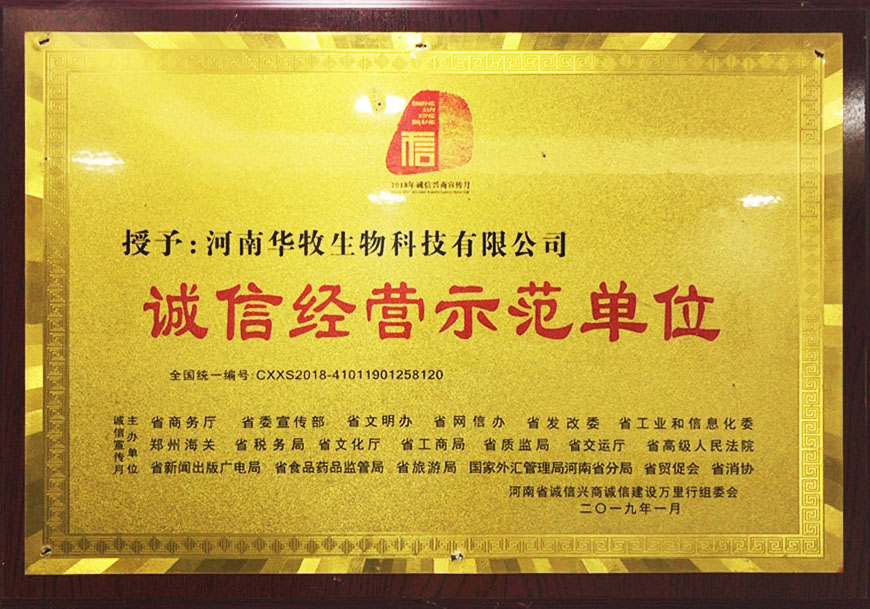 CHENG
XIN
XING
SHANG
信
2018年诚信兴商宣传月
授予:河南华牧生物科技有限公司
诚信经营示范单位
全国统一编号:CXXS2018-41011901258120
诚信宣传月
主办单位
省商务厅 省委宣传部 省文明办 省网信办 省发改委 省工业和信息化委
郑州海关 省税务局 省文化厅 省工商局 省质监局 省交运厅 省高级人民法院
省新闻出版广电局 省食品药品监管局 省旅游局 国家外汇管理局河南省分局 省贸促会 省消协
河南省诚信兴商诚信建设万里行组委会
二〇一九年一月